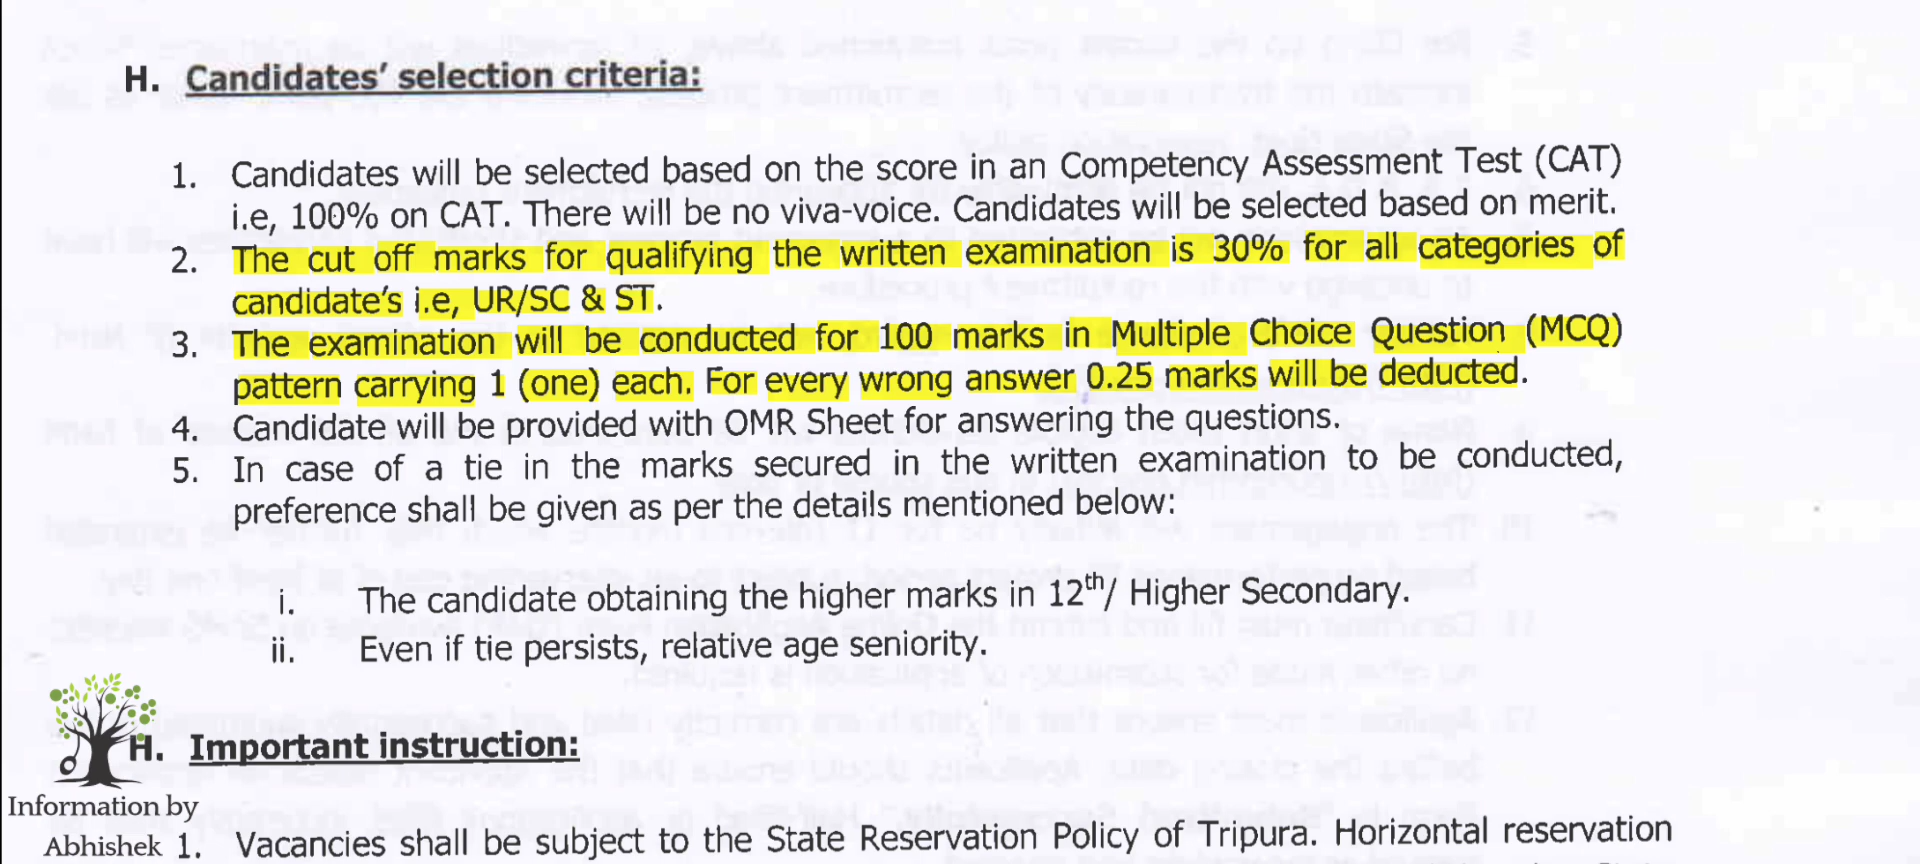 H. Candidates' selection criteria:
1. Candidates will be selected based on the score in an Competency Assessment Test (CAT)
i.e, 100% on CAT. There will be no viva-voice. Candidates will be selected based on merit.
2. The cut off marks for qualifying the written examination is 30% for all categories of
candidate's i.e, UR/SC & ST.
3. The examination will be conducted for 100 marks in Multiple Choice Question (MCQ)
pattern carrying 1 (one) each. For every wrong answer 0.25 marks will be deducted.
4. Candidate will be provided with OMR Sheet for answering the questions.
5. In case of a tie in the marks secured in the written examination to be conducted,
preference shall be given as per the details mentioned below:
i. The candidate obtaining the higher marks in 12th/ Higher Secondary.
ii. Even if tie persists, relative age seniority.
H. Important instruction:
Information by
Abhishek
1. Vacancies shall be subject to the State Reservation Policy of Tripura. Horizontal reservation